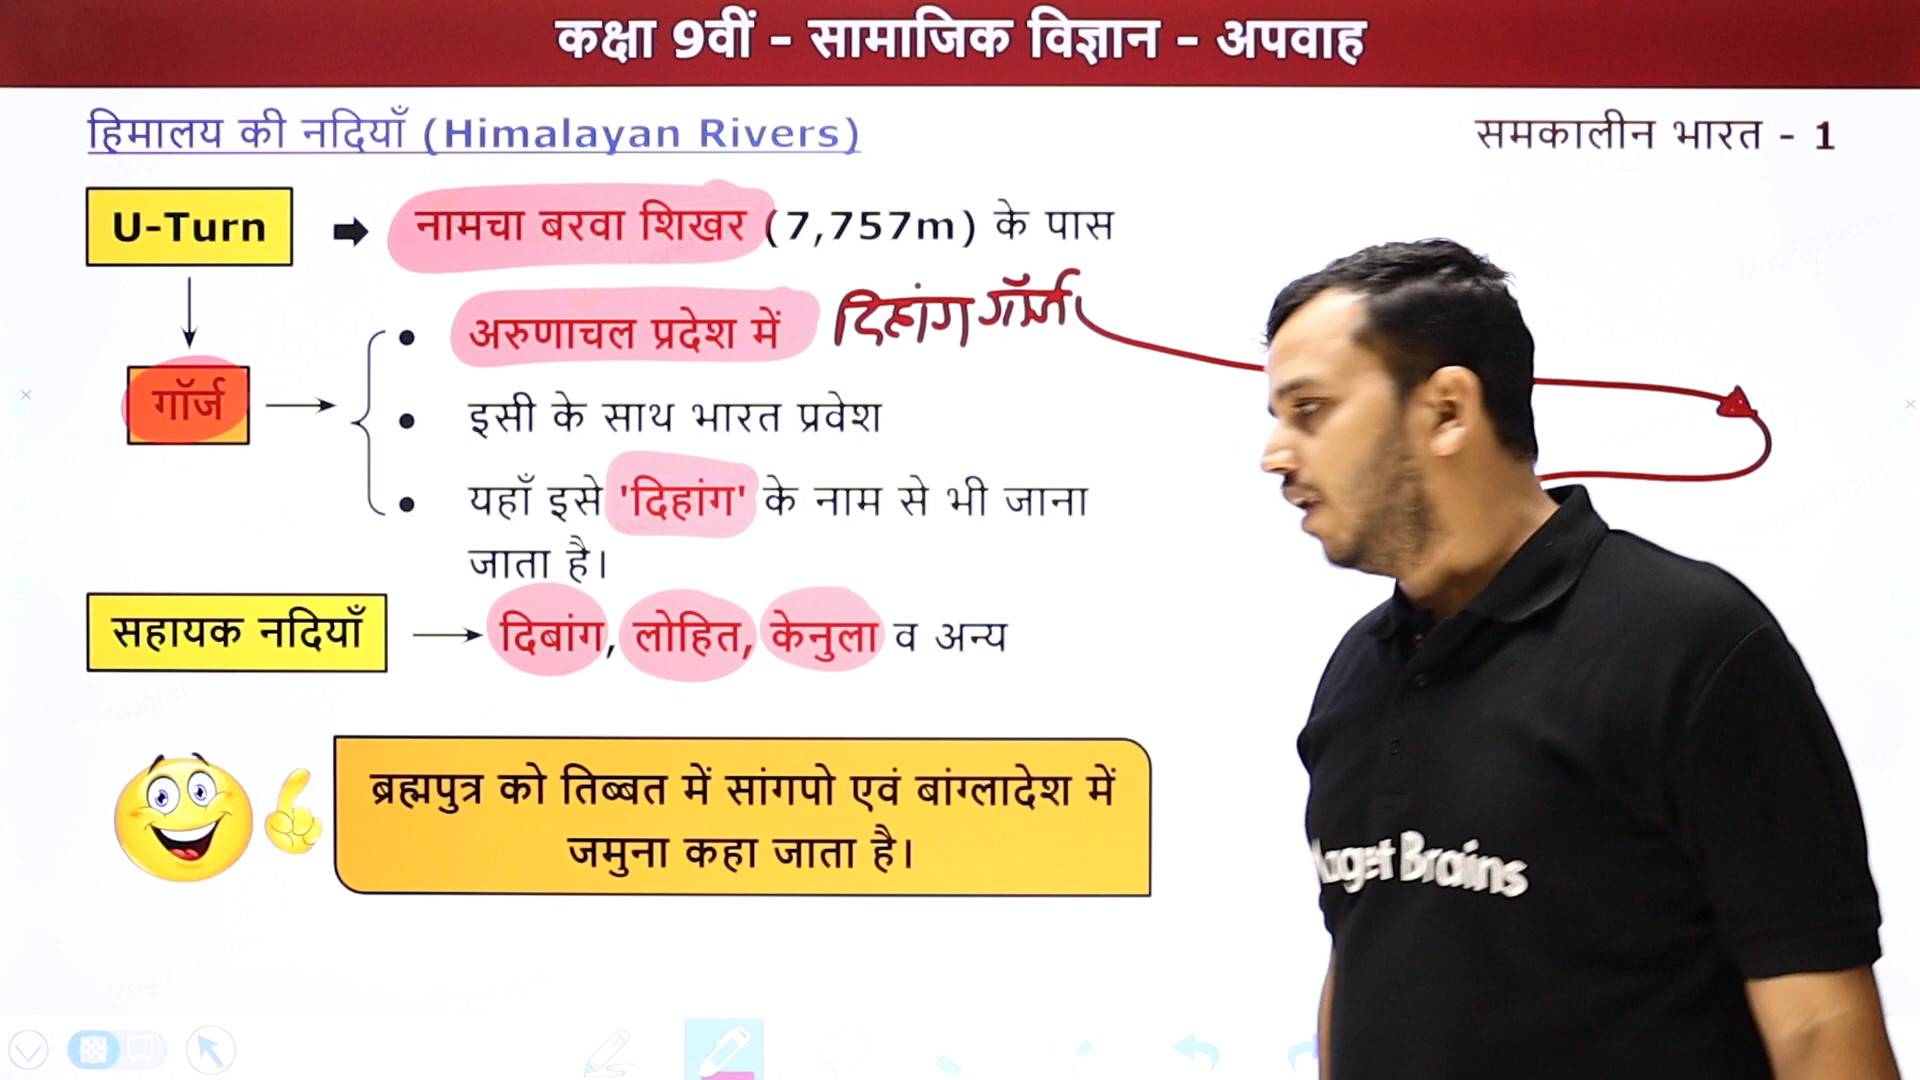 कक्षा 9वीं - सामाजिक विज्ञान - अपवाह
हिमालय की नदियाँ (Himalayan Rivers)
समकालीन भारत - 1
U-Turn
नामचा बरवा शिखर (7,757m) के पास
अरुणाचल प्रदेश में
दिहांग गॉर्ज
गॉर्ज
इसी के साथ भारत प्रवेश
यहाँ इसे 'दिहांग' के नाम से भी जाना
जाता है।
सहायक नदियाँ
दिबांग, लोहित, केनुला व अन्य
ब्रह्मपुत्र को तिब्बत में सांगपो एवं बांग्लादेश में
जमुना कहा जाता है।
Brains